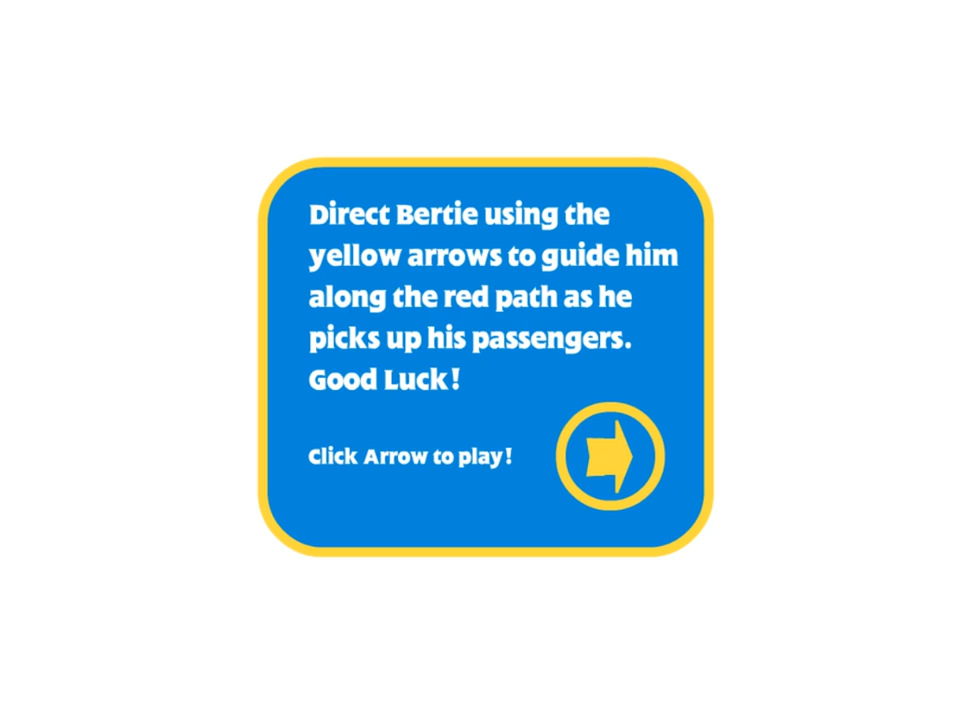 Direct Bertie using the
yellow arrows to guide him
along the red path as he
picks up his passengers.
Good Luck!
Click Arrow to play!